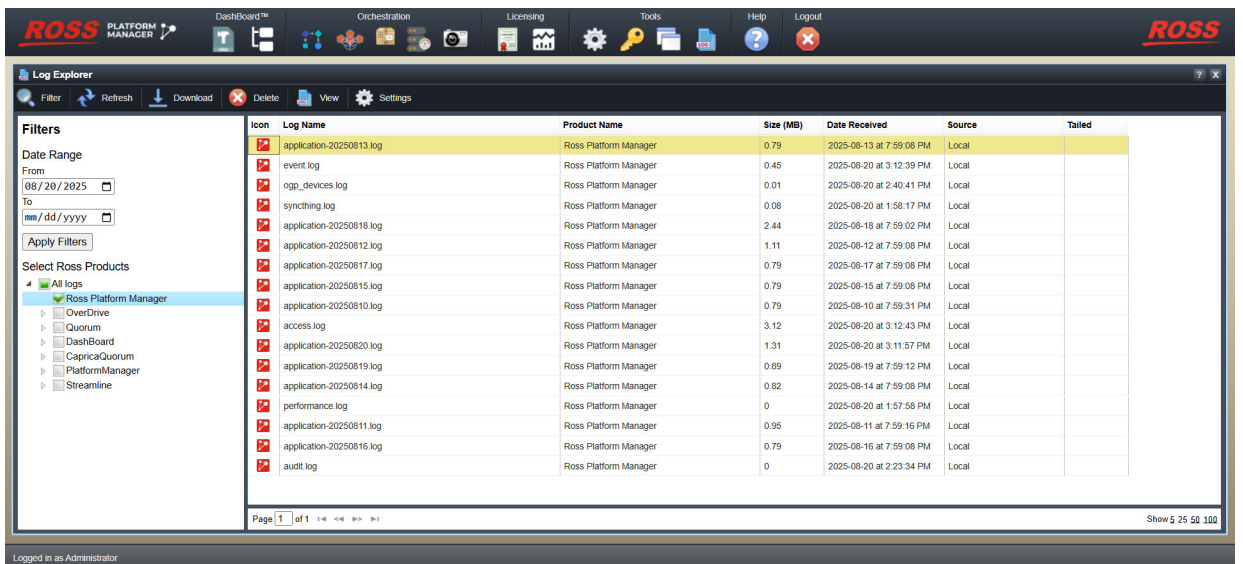 DashBoard™ Orchestration Licensing Tools Help Logout
ROSS PLATFORM MANAGER
LOG
ROSS
Log Explorer ? X
Filter Refresh Download Delete View Settings
Filters
Date Range
From
08/20/2025
To
mm/dd/yyyy
Apply Filters
Select Ross Products
All logs
Ross Platform Manager
OverDrive
Quorum
DashBoard
CapricaQuorum
PlatformManager
Streamline
Icon Log Name Product Name Size (MB) Date Received Source Tailed
application-20250813.log Ross Platform Manager 0.79 2025-08-13 at 7:59:08 PM Local
event.log Ross Platform Manager 0.45 2025-08-20 at 3:12:39 PM Local
ogp_devices.log Ross Platform Manager 0.01 2025-08-20 at 2:40:41 PM Local
syncthing.log Ross Platform Manager 0.08 2025-08-20 at 1:58:17 PM Local
application-20250818.log Ross Platform Manager 2.44 2025-08-18 at 7:59:02 PM Local
application-20250812.log Ross Platform Manager 1.11 2025-08-12 at 7:59:08 PM Local
application-20250817.log Ross Platform Manager 0.79 2025-08-17 at 7:59:08 PM Local
application-20250815.log Ross Platform Manager 0.79 2025-08-15 at 7:59:08 PM Local
application-20250810.log Ross Platform Manager 0.79 2025-08-10 at 7:59:31 PM Local
access.log Ross Platform Manager 3.12 2025-08-20 at 3:12:43 PM Local
application-20250820.log Ross Platform Manager 1.31 2025-08-20 at 3:11:57 PM Local
application-20250819.log Ross Platform Manager 0.89 2025-08-19 at 7:59:12 PM Local
application-20250814.log Ross Platform Manager 0.82 2025-08-14 at 7:59:08 PM Local
performance.log Ross Platform Manager 0 2025-08-20 at 1:57:58 PM Local
application-20250811.log Ross Platform Manager 0.95 2025-08-11 at 7:59:16 PM Local
application-20250816.log Ross Platform Manager 0.79 2025-08-16 at 7:59:08 PM Local
audit.log Ross Platform Manager 0 2025-08-20 at 2:23:34 PM Local
Page 1 of 1 Show 5 25 50 100
Logged in as Administrator